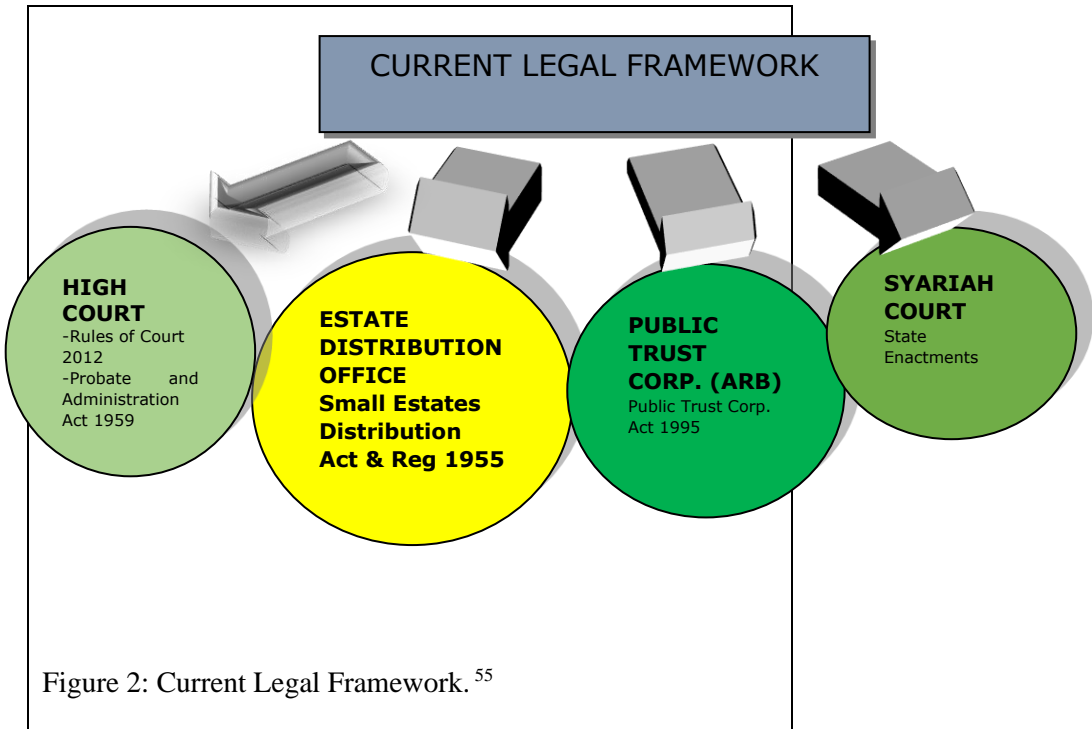 CURRENT LEGAL FRAMEWORK
HIGH
COURT
-Rules of Court
2012
-Probate and
Administration
Act 1959
ESTATE
DISTRIBUTION
OFFICE
Small Estates
Distribution
Act & Reg 1955
PUBLIC
TRUST
CORP. (ARB)
Public Trust Corp.
Act 1995
SYARIAH
COURT
State
Enactments
Figure 2: Current Legal Framework. 55